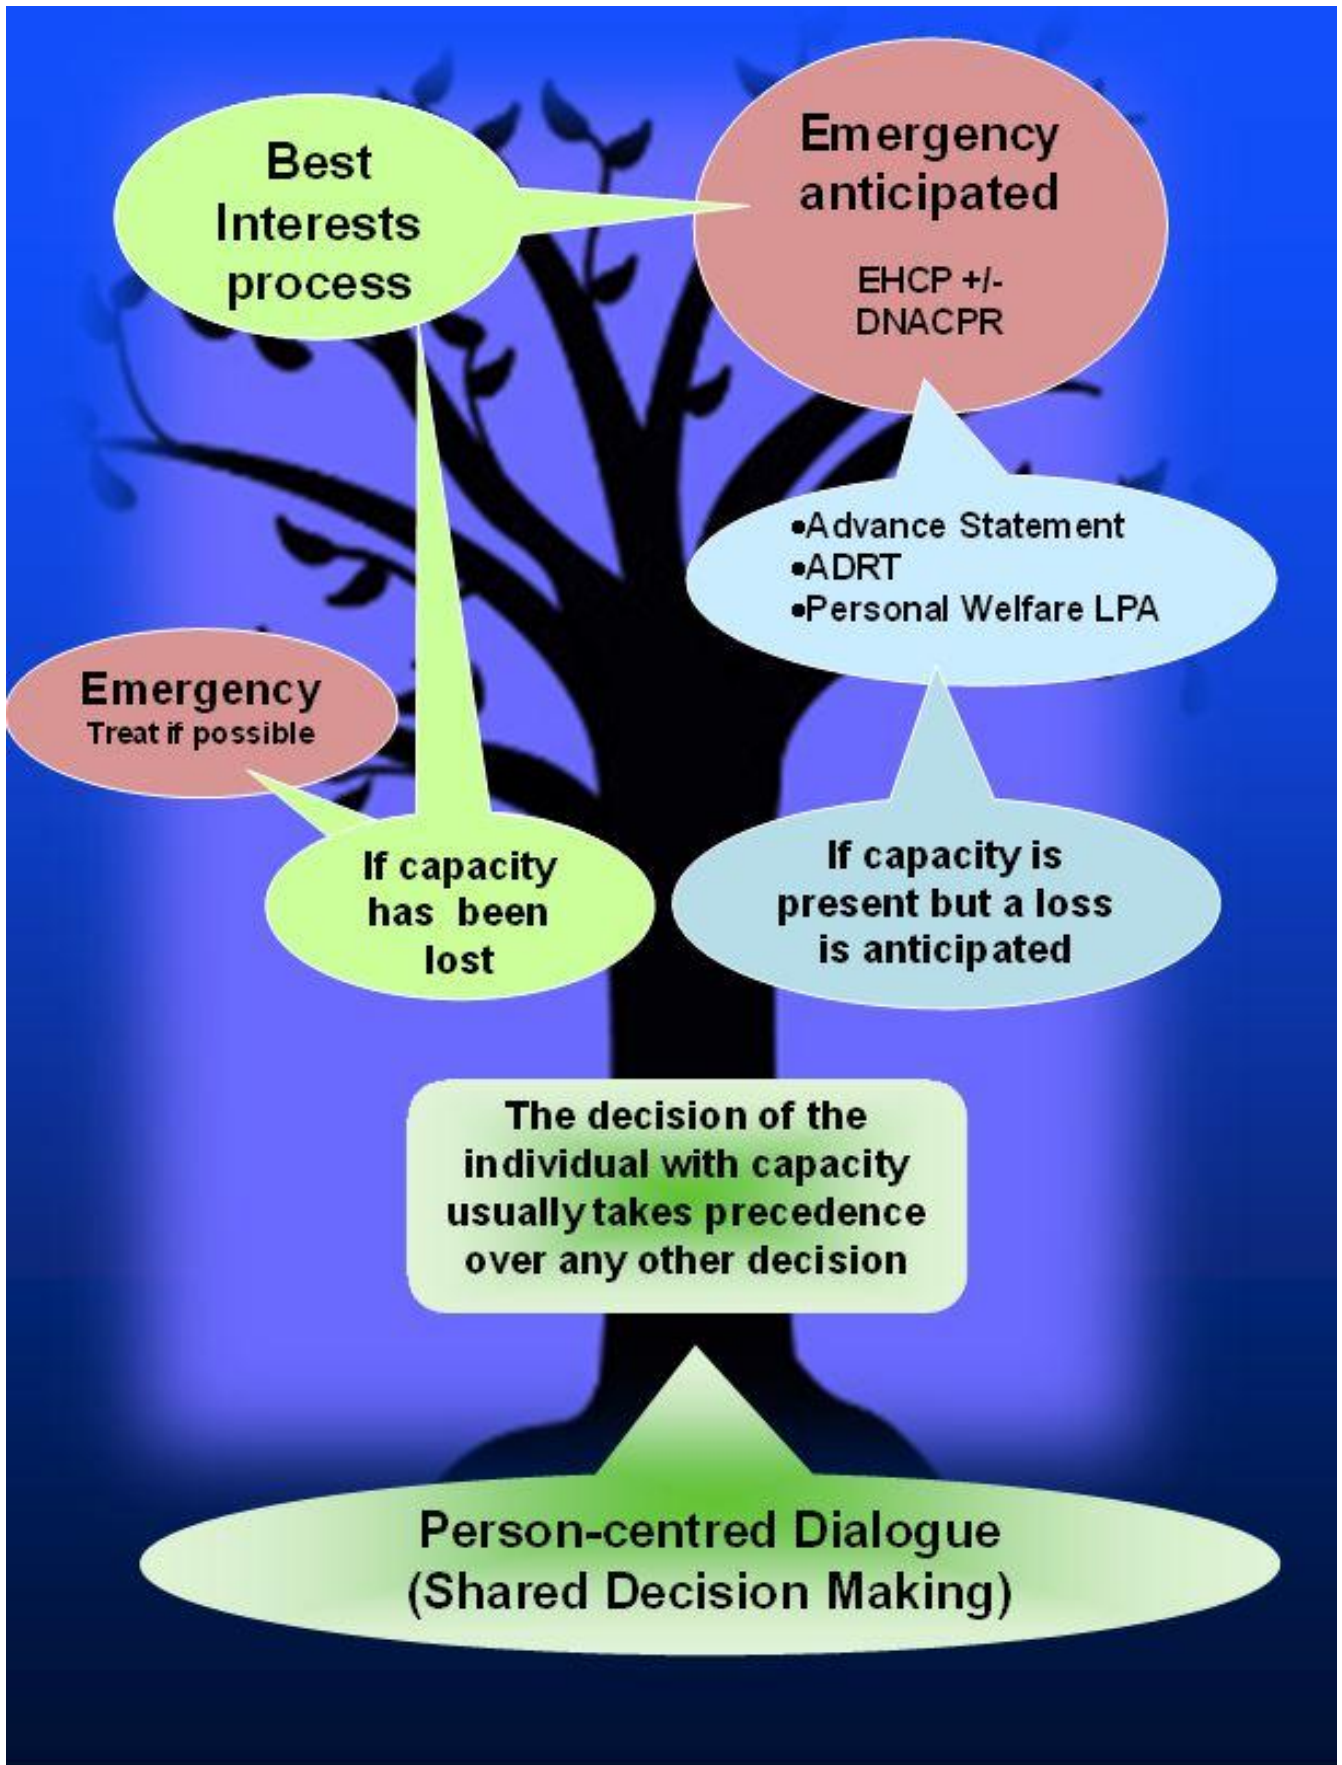 Best
Interests
process
Emergency
anticipated
EHCP +/-
DNACPR
•Advance Statement
•ADRT
•Personal Welfare LPA
Emergency
Treat if possible
If capacity
has been
lost
If capacity is
present but a loss
is anticipated
The decision of the
individual with capacity
usually takes precedence
over any other decision
Person-centred Dialogue
(Shared Decision Making)